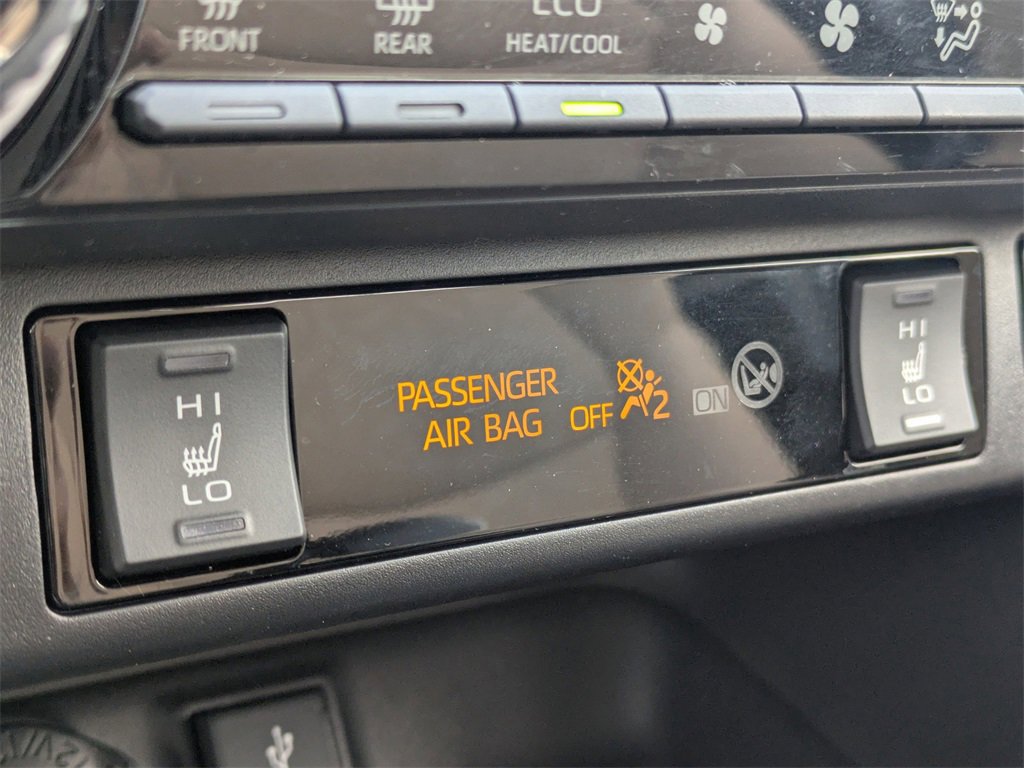 FRONT
REAR
ECO
HEAT/COOL
HI
LO
PASSENGER
AIR BAG
OFF
2
ON
HI
LO